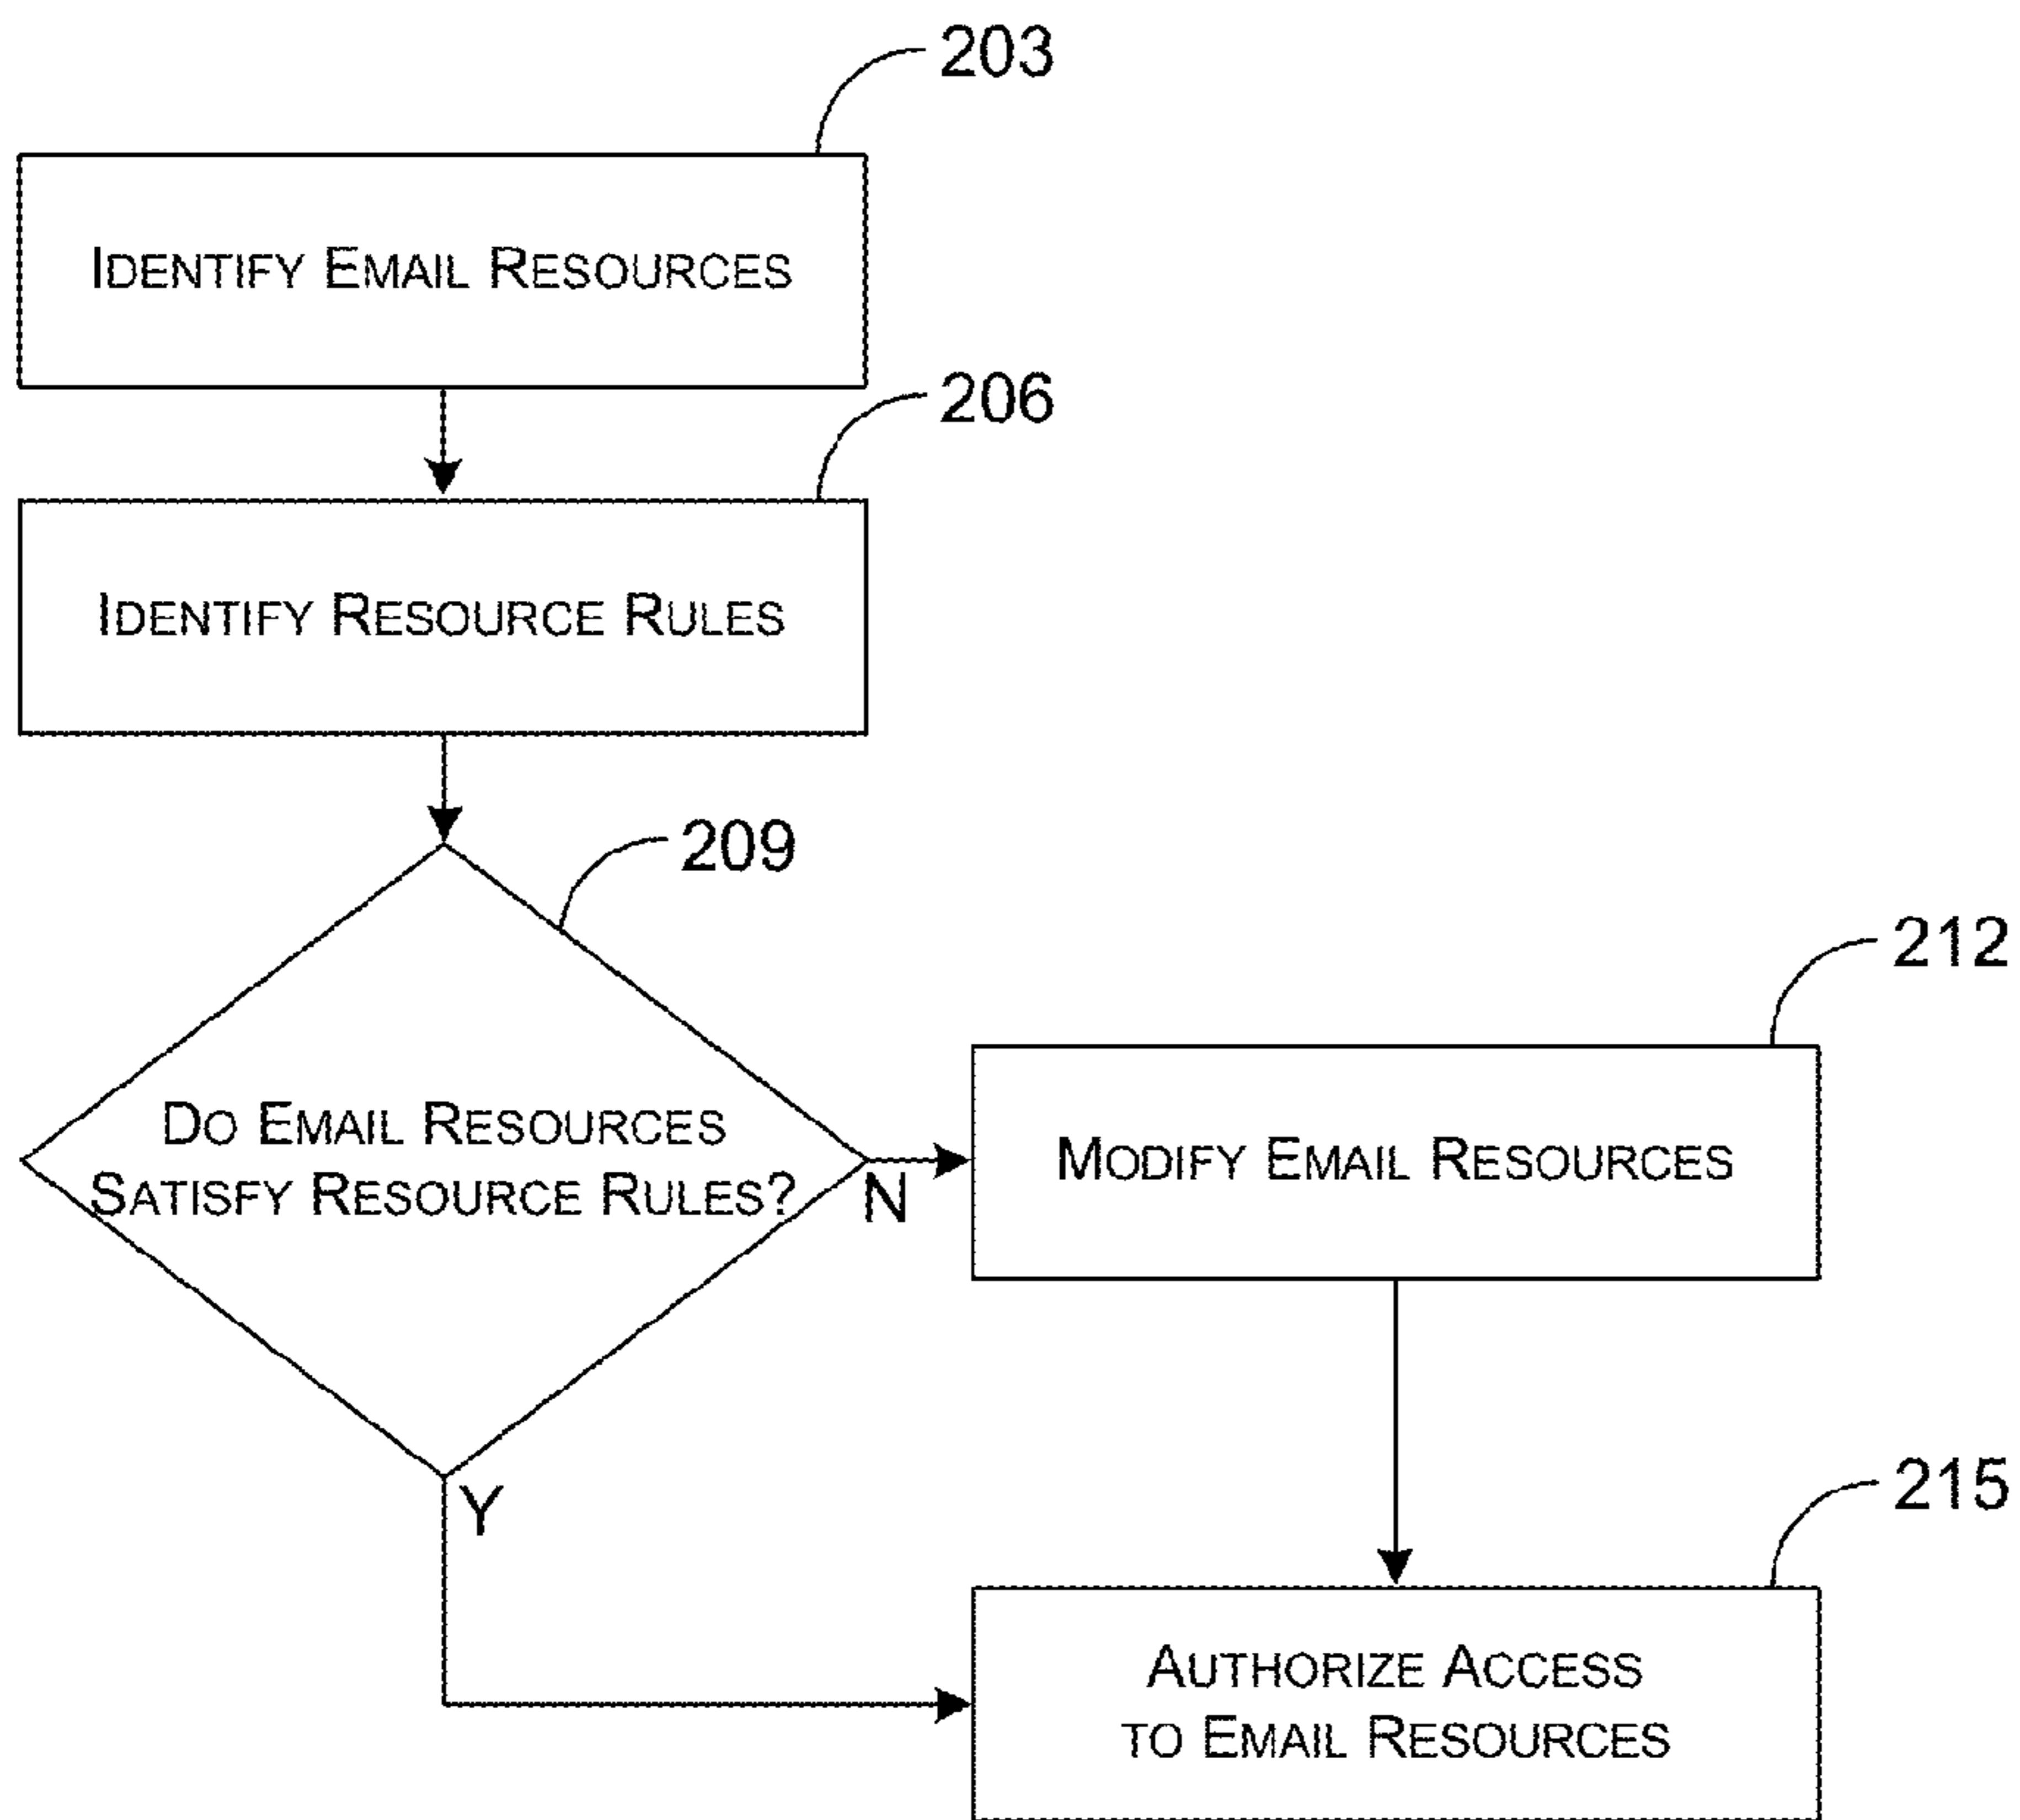 203
IDENTIFY EMAIL RESOURCES
206
IDENTIFY RESOURCE RULES
209
DO EMAIL RESOURCES
SATISFY RESOURCE RULES?
N
212
MODIFY EMAIL RESOURCES
Y
215
AUTHORIZE ACCESS
TO EMAIL RESOURCES